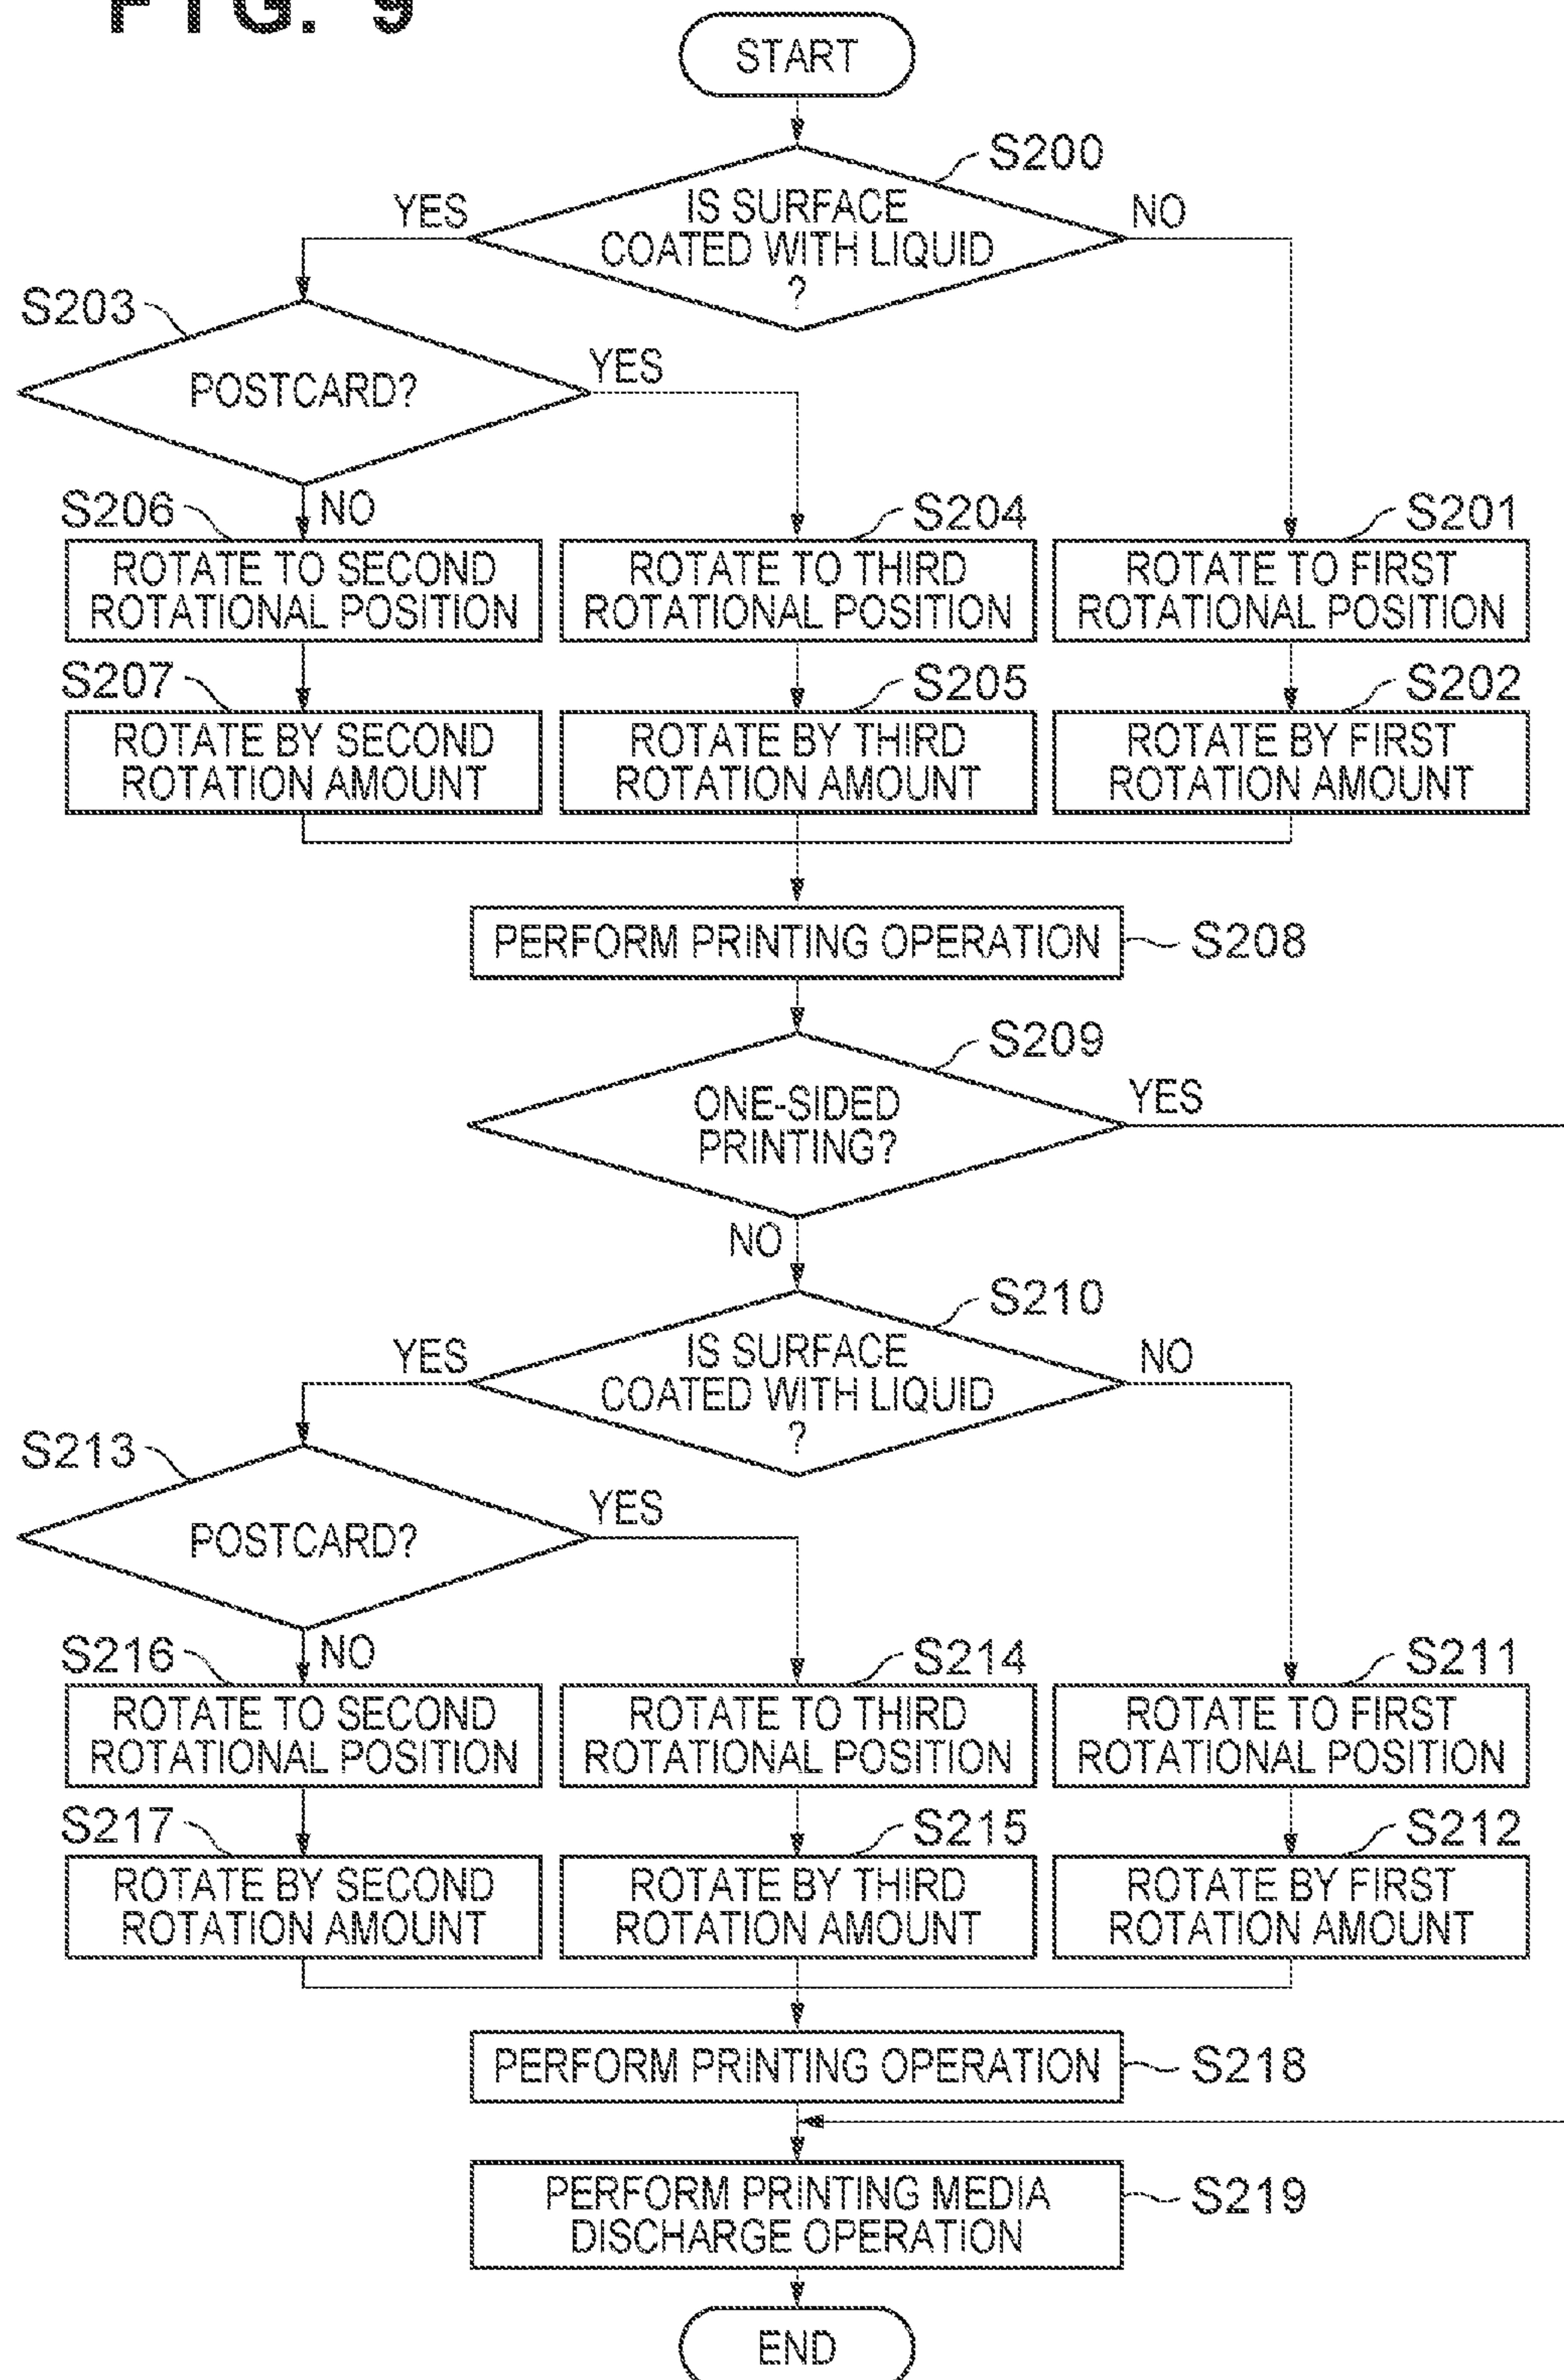 FIG. 9
START
S200
YES
IS SURFACE
COATED WITH LIQUID
?
NO
S203
POSTCARD?
YES
NO
S206
ROTATE TO SECOND
ROTATIONAL POSITION
S204
ROTATE TO THIRD
ROTATIONAL POSITION
S201
ROTATE TO FIRST
ROTATIONAL POSITION
S207
ROTATE BY SECOND
ROTATION AMOUNT
S205
ROTATE BY THIRD
ROTATION AMOUNT
S202
ROTATE BY FIRST
ROTATION AMOUNT
PERFORM PRINTING OPERATION
S208
S209
ONE-SIDED
PRINTING?
YES
NO
S210
YES
IS SURFACE
COATED WITH LIQUID
?
NO
S213
POSTCARD?
YES
NO
S216
ROTATE TO SECOND
ROTATIONAL POSITION
S214
ROTATE TO THIRD
ROTATIONAL POSITION
S211
ROTATE TO FIRST
ROTATIONAL POSITION
S217
ROTATE BY SECOND
ROTATION AMOUNT
S215
ROTATE BY THIRD
ROTATION AMOUNT
S212
ROTATE BY FIRST
ROTATION AMOUNT
PERFORM PRINTING OPERATION
S218
PERFORM PRINTING MEDIA
DISCHARGE OPERATION
S219
END